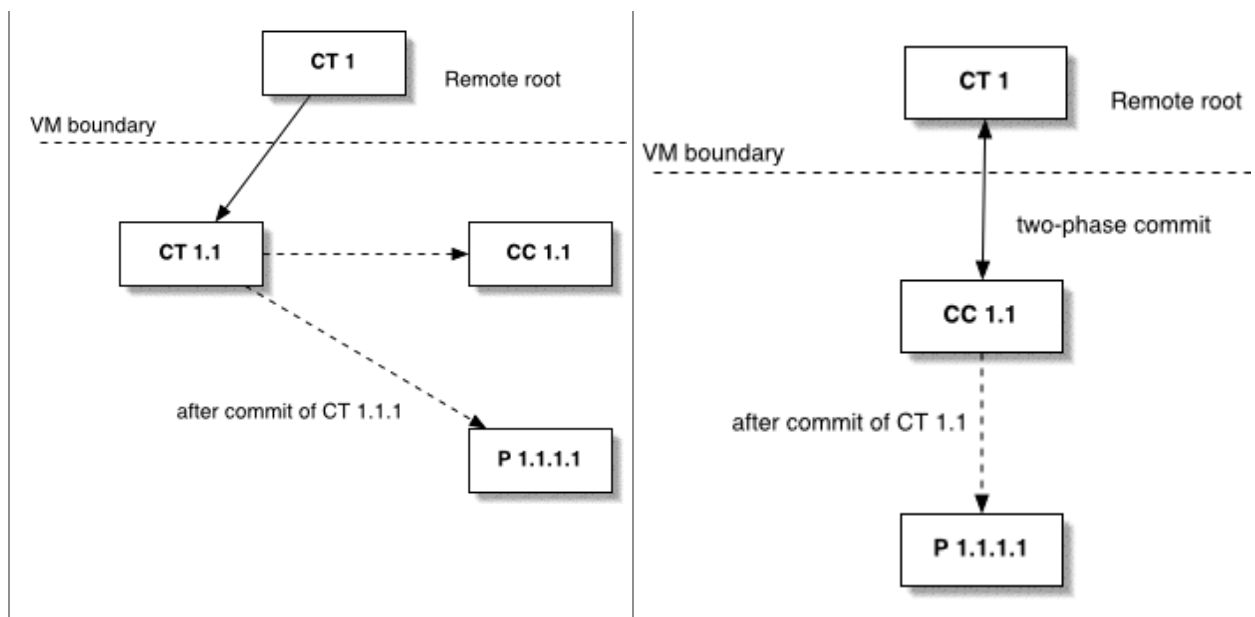 CT 1
Remote root
VM boundary
CT 1.1
CC 1.1
after commit of CT 1.1.1
P 1.1.1.1
CT 1
Remote root
VM boundary
two-phase commit
CC 1.1
after commit of CT 1.1
P 1.1.1.1